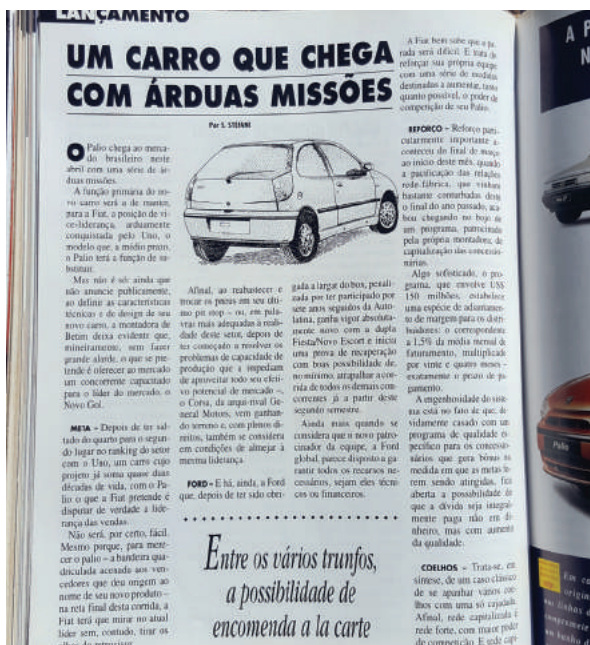 LANÇAMENTO
UM CARRO QUE CHEGA
COM ÁRDUAS MISSÕES
Por S. STÉFANI
O Palio chega ao merca-
do brasileiro neste
abril com uma série de ár-
duas missões.
A função primária do no-
vo carro será a de manter,
para a Fiat, a posição de vi-
ce-liderança, arduamente
conquistada pelo Uno, o
modelo que, a médio prazo,
o Palio terá a função de su-
bstituir.
Mas não é só: ainda que
não anuncie publicamente,
ao definir as características
técnicas e do design de seu
novo carro, a montadora de
Betim deixa evidente que,
mineiramente, sem fazer
grande alarde, o que se pre-
tende é oferecer ao mercado
um concorrente capacitado
para o líder do mercado, o
Novo Gol.
META – Depois de ter sal-
tado do quarto para o segun-
do lugar no ranking do setor
com o Uno, um carro cujo
projeto já soma quase duas
décadas de vida, com o Pa-
lio o que a Fiat pretende é
disputar de verdade a lide-
rança das vendas.
Não será, por certo, fácil.
Mesmo porque, para mere-
cer o palio – a bandeira qua-
driculada acenada aos ven-
cedores que deu origem ao
nome de seu novo produto –
na reta final desta corrida, a
Fiat terá que mirar no atual
líder sem, contudo, tirar os
Afinal, ao reabastecer e
trocar os pneus em seu últi-
mo pit stop – ou, em pala-
vras mais adequadas à reali-
dade deste setor, depois de
ter começado a resolver os
problemas de capacidade de
produção que a impediam
de aproveitar todo seu efeti-
vo potencial de mercado –,
o Corsa, da arqui-rival Ge-
neral Motors, vem ganhan-
do terreno e, com plenos di-
reitos, também se considera
em condições de almejar à
mesma liderança.
FORD – E há, ainda, a Ford
que, depois de ter sido obri-
gada a largar do box, penali-
zada por ter participado por
sete anos seguidos da Auto-
latina, ganha vigor absoluta-
mente novo com a dupla
Fiesta/Novo Escort e inicia
uma prova de recuperação
com boas possibilidade de,
no mínimo, atrapalhar a cor-
rida de todos os demais con-
correntes já a partir deste
segundo semestre.
Ainda mais quando se
considera que o novo patro-
cinador da equipe, a Ford
global, parece disposto a ga-
rantir todos os recursos ne-
cessários, sejam eles técni-
cos ou financeiros.
Entre os vários trunfos,
a possibilidade de
encomenda a la carte
A Fiat bem sabe que a pa-
rada será difícil. E trata de
reforçar sua própria equipe
com uma série de medidas
destinadas a aumentar, tanto
quanto possível, o poder de
competição de seu Palio.
REFORÇO – Reforço parti-
cularmente importante a-
conteceu do final de março
ao início deste mês, quando
a pacificação das relações
rede-fábrica, que vinham
bastante conturbadas desde
o final do ano passado, aca-
bou chegando no bojo de
um programa, patrocinado
pela própria montadora, de
capitalização das concessio-
nárias.
Algo sofisticado, o pro-
grama, que envolve US$
150 milhões, estabelece
uma espécie de adiantamen-
to de margem para os distri-
buidores: o correspondente
a 1,5% da média mensal de
faturamento, multiplicado
por vinte e quatro meses –
exatamente o prazo de pa-
gamento.
A engenhosidade do siste-
ma está no fato de que, de-
vidamente casado com um
programa de qualidade es-
pecífico para os concessio-
nários que gera bônus na
medida em que as metas fo-
rem sendo atingidas, fica
aberta a possibilidade de
que a dívida seja integral-
mente paga não em di-
nheiro, mas com aumento
da qualidade.
COELHOS – Trata-se, em
síntese, de um caso clássico
de se apanhar vários coe-
lhos com uma só cajadada.
Afinal, rede capitalizada é
rede forte, com maior poder
de competição. E rede capi-
A P
N
Palio